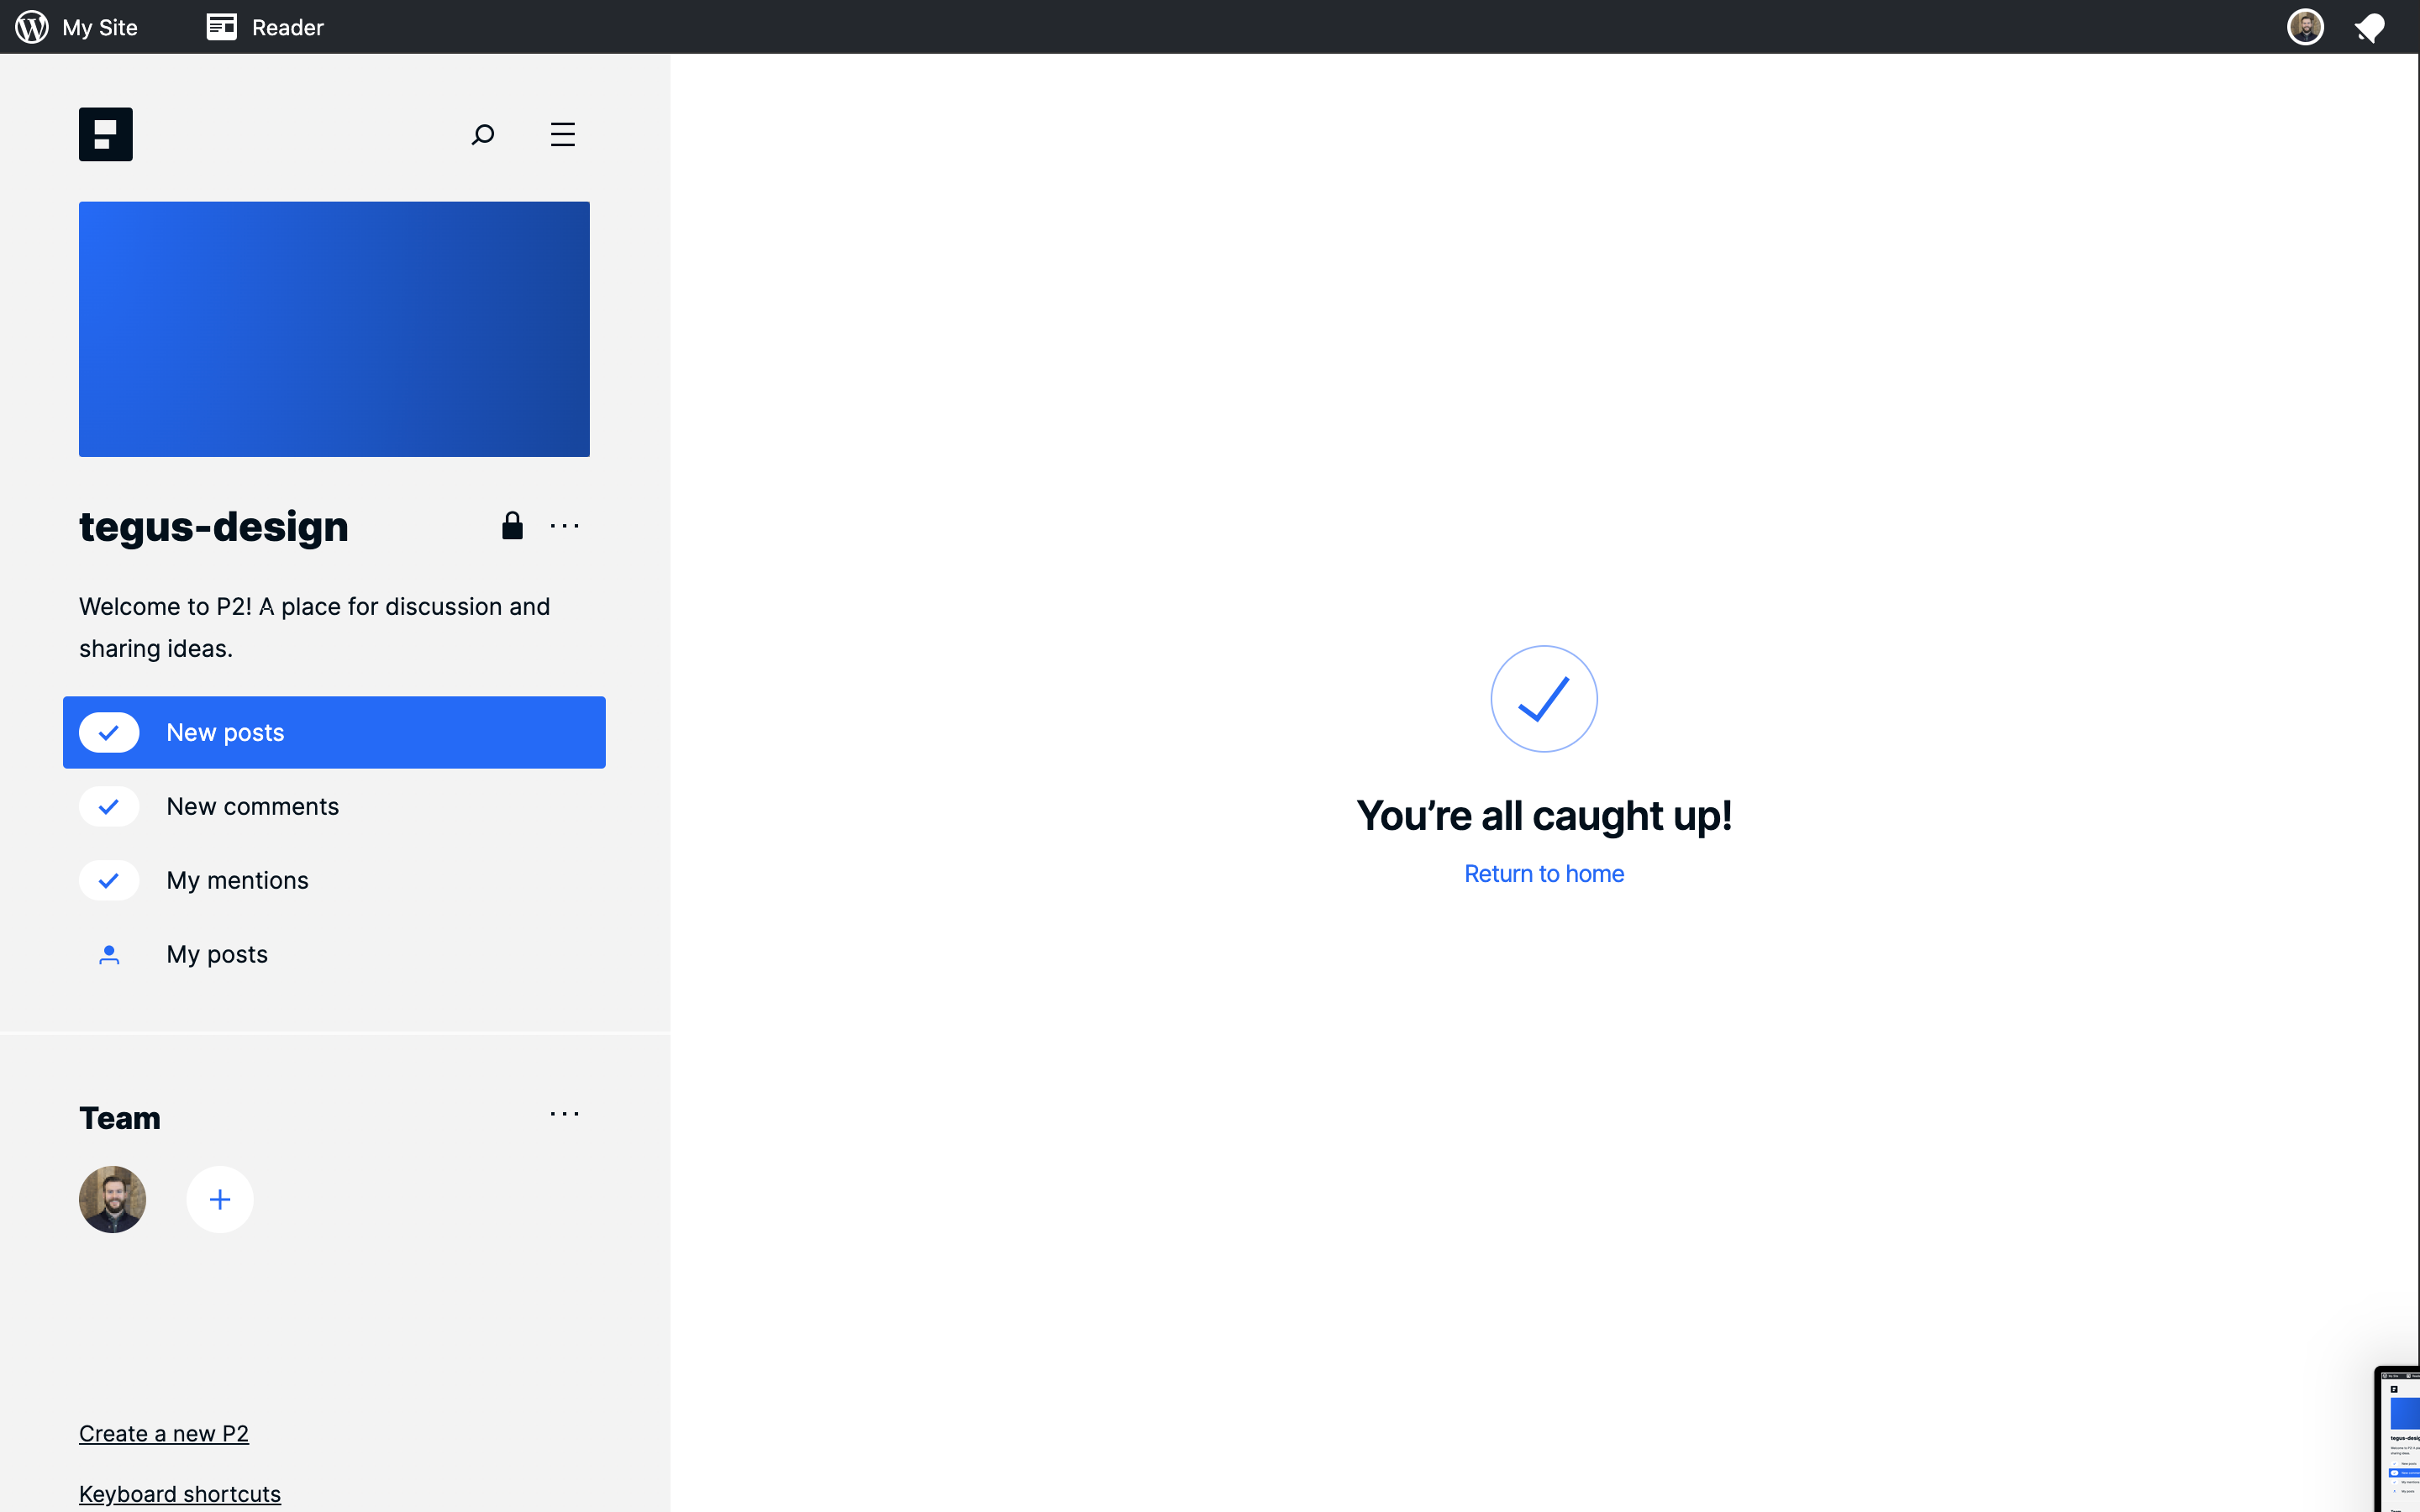 My Site
Reader
tegus-design
Welcome to P2! A place for discussion and
sharing ideas.
New posts
New comments
My mentions
My posts
Team
Create a new P2
Keyboard shortcuts
You’re all caught up!
Return to home